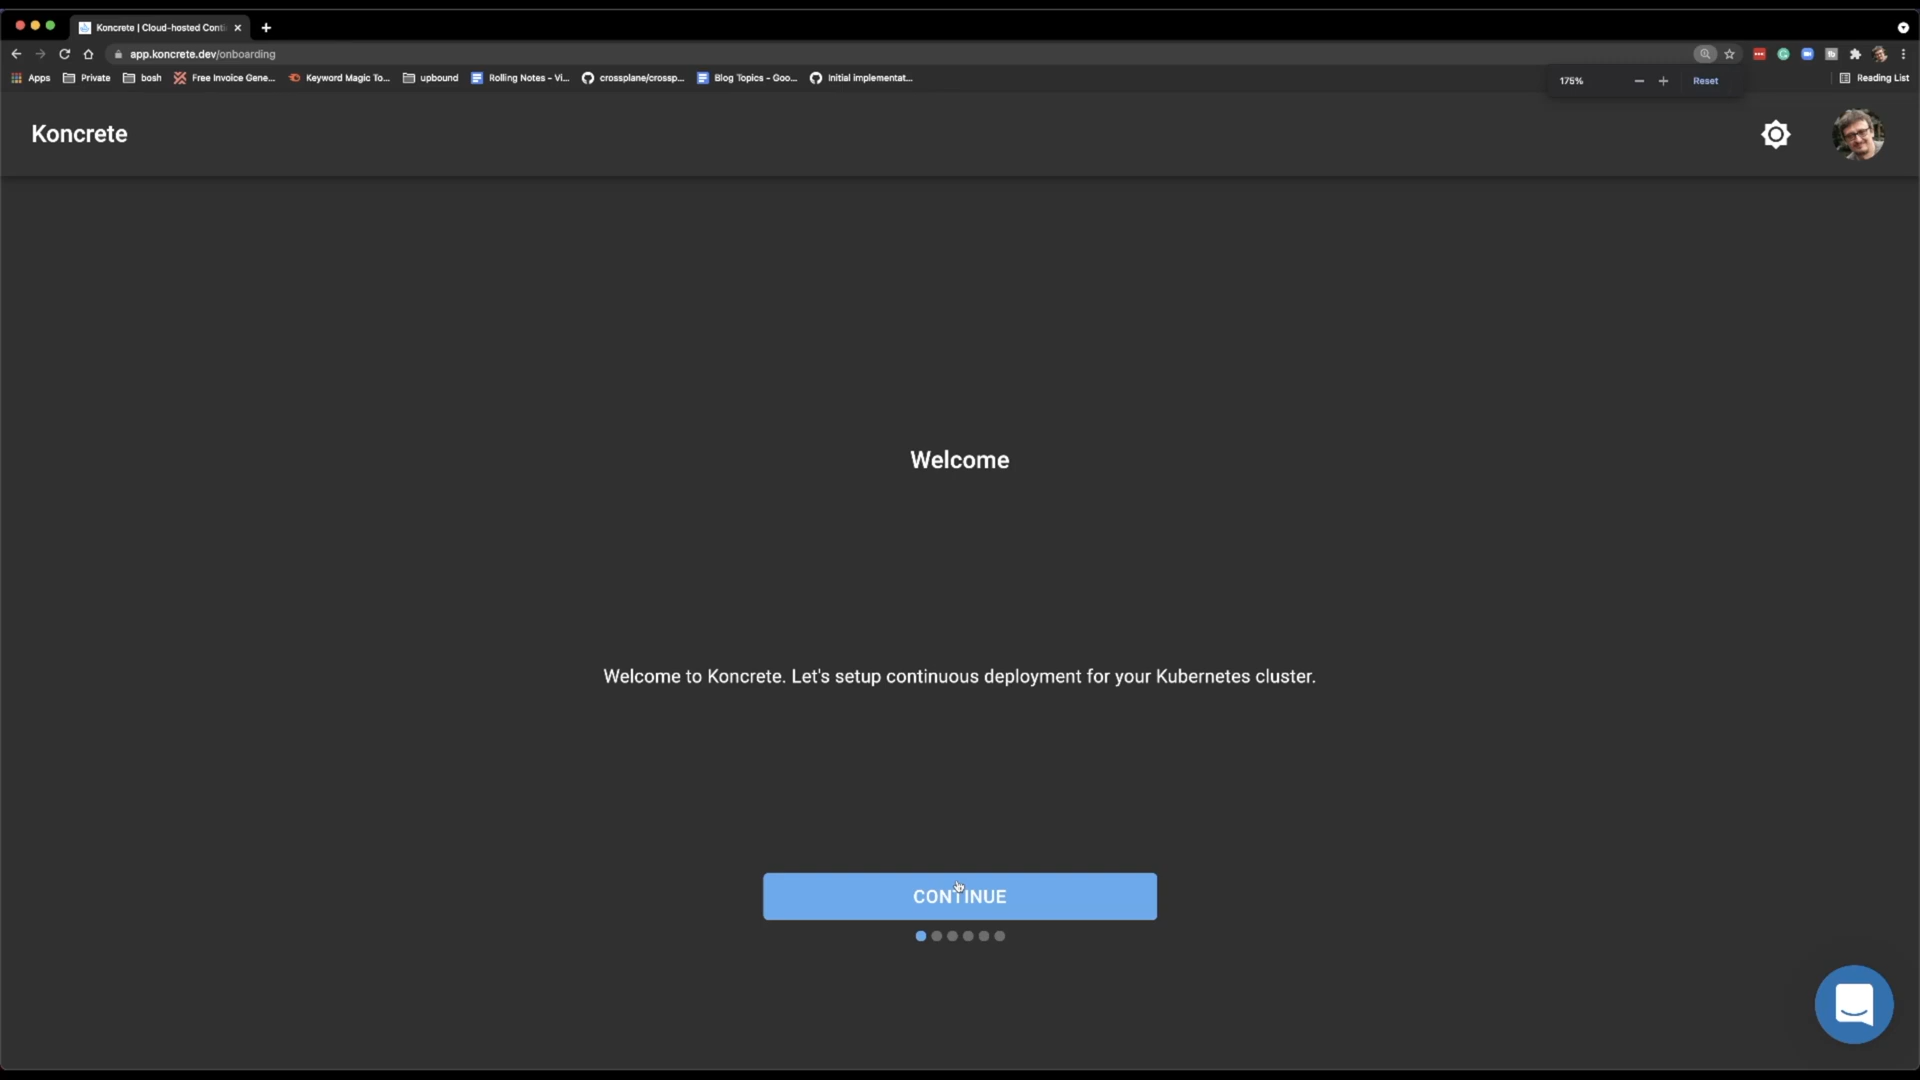 Koncrete | Cloud-hosted Conti
app.koncrete.dev/onboarding
Apps Private bosh Free Invoice Gene... Keyword Magic To... upbound Rolling Notes - Vi... crossplane/crossp... Blog Topics - Goo... Initial implementat... Reading List
175% Reset
Koncrete
Welcome
Welcome to Koncrete. Let's setup continuous deployment for your Kubernetes cluster.
CONTINUE